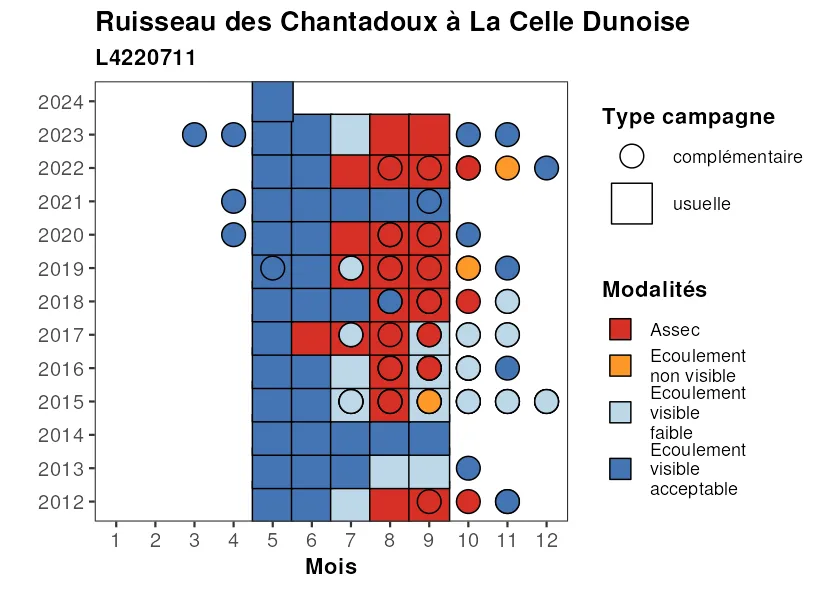 Ruisseau des Chantadoux à La Celle Dunoise
L4220711
2024
2023
2022
2021
2020
2019
2018
2017
2016
2015
2014
2013
2012
1 2 3 4 5 6 7 8 9 10 11 12
Mois
Type campagne
complémentaire
usuelle
Modalités
Assec
Ecoulement
non visible
Ecoulement
visible
faible
Ecoulement
visible
acceptable